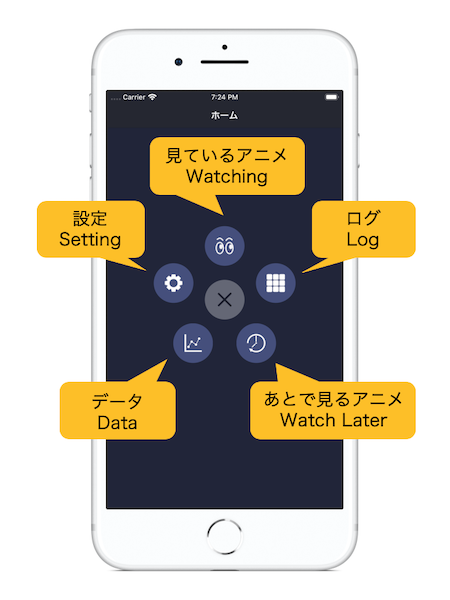 Carrier 7:24 PM
ホーム
見ているアニメ
Watching
設定
Setting
ログ
Log
データ
Data
あとで見るアニメ
Watch Later